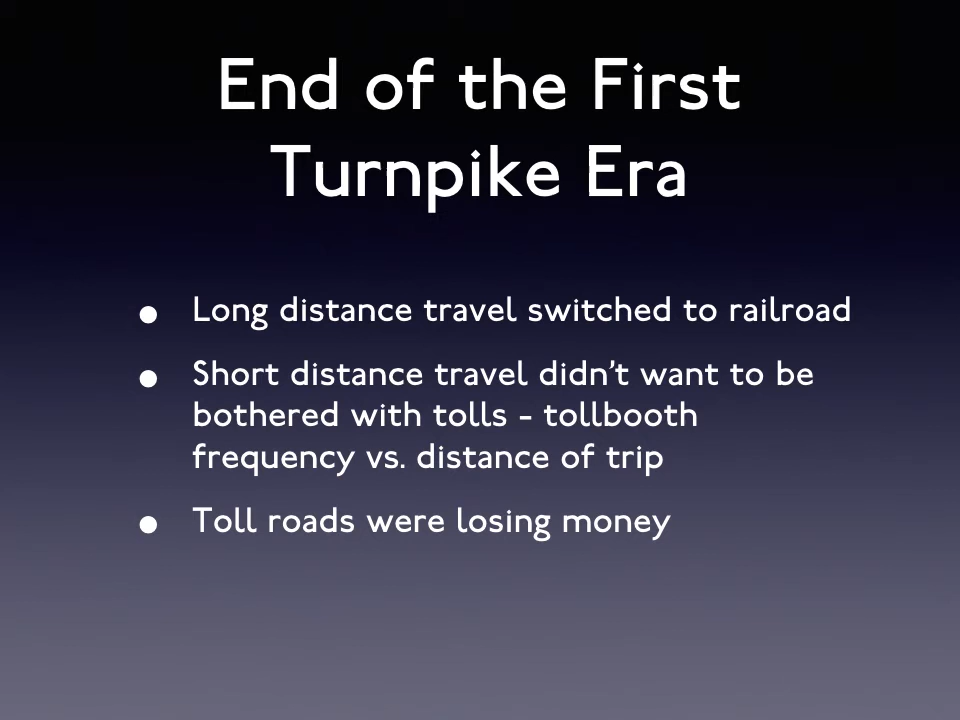 End of the First
Turnpike Era
• Long distance travel switched to railroad
• Short distance travel didn’t want to be
bothered with tolls - tollbooth
frequency vs. distance of trip
• Toll roads were losing money